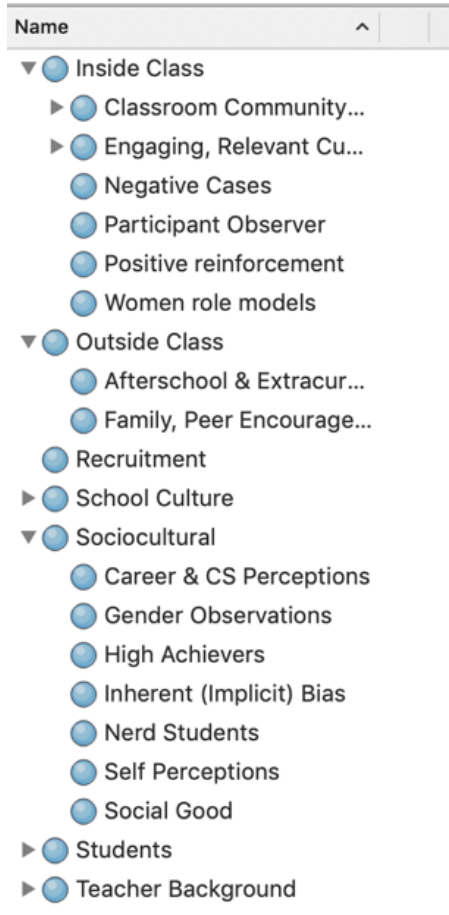 Name
Inside Class
Classroom Community...
Engaging, Relevant Cu...
Negative Cases
Participant Observer
Positive reinforcement
Women role models
Outside Class
Afterschool & Extracur...
Family, Peer Encourage...
Recruitment
School Culture
Sociocultural
Career & CS Perceptions
Gender Observations
High Achievers
Inherent (Implicit) Bias
Nerd Students
Self Perceptions
Social Good
Students
Teacher Background